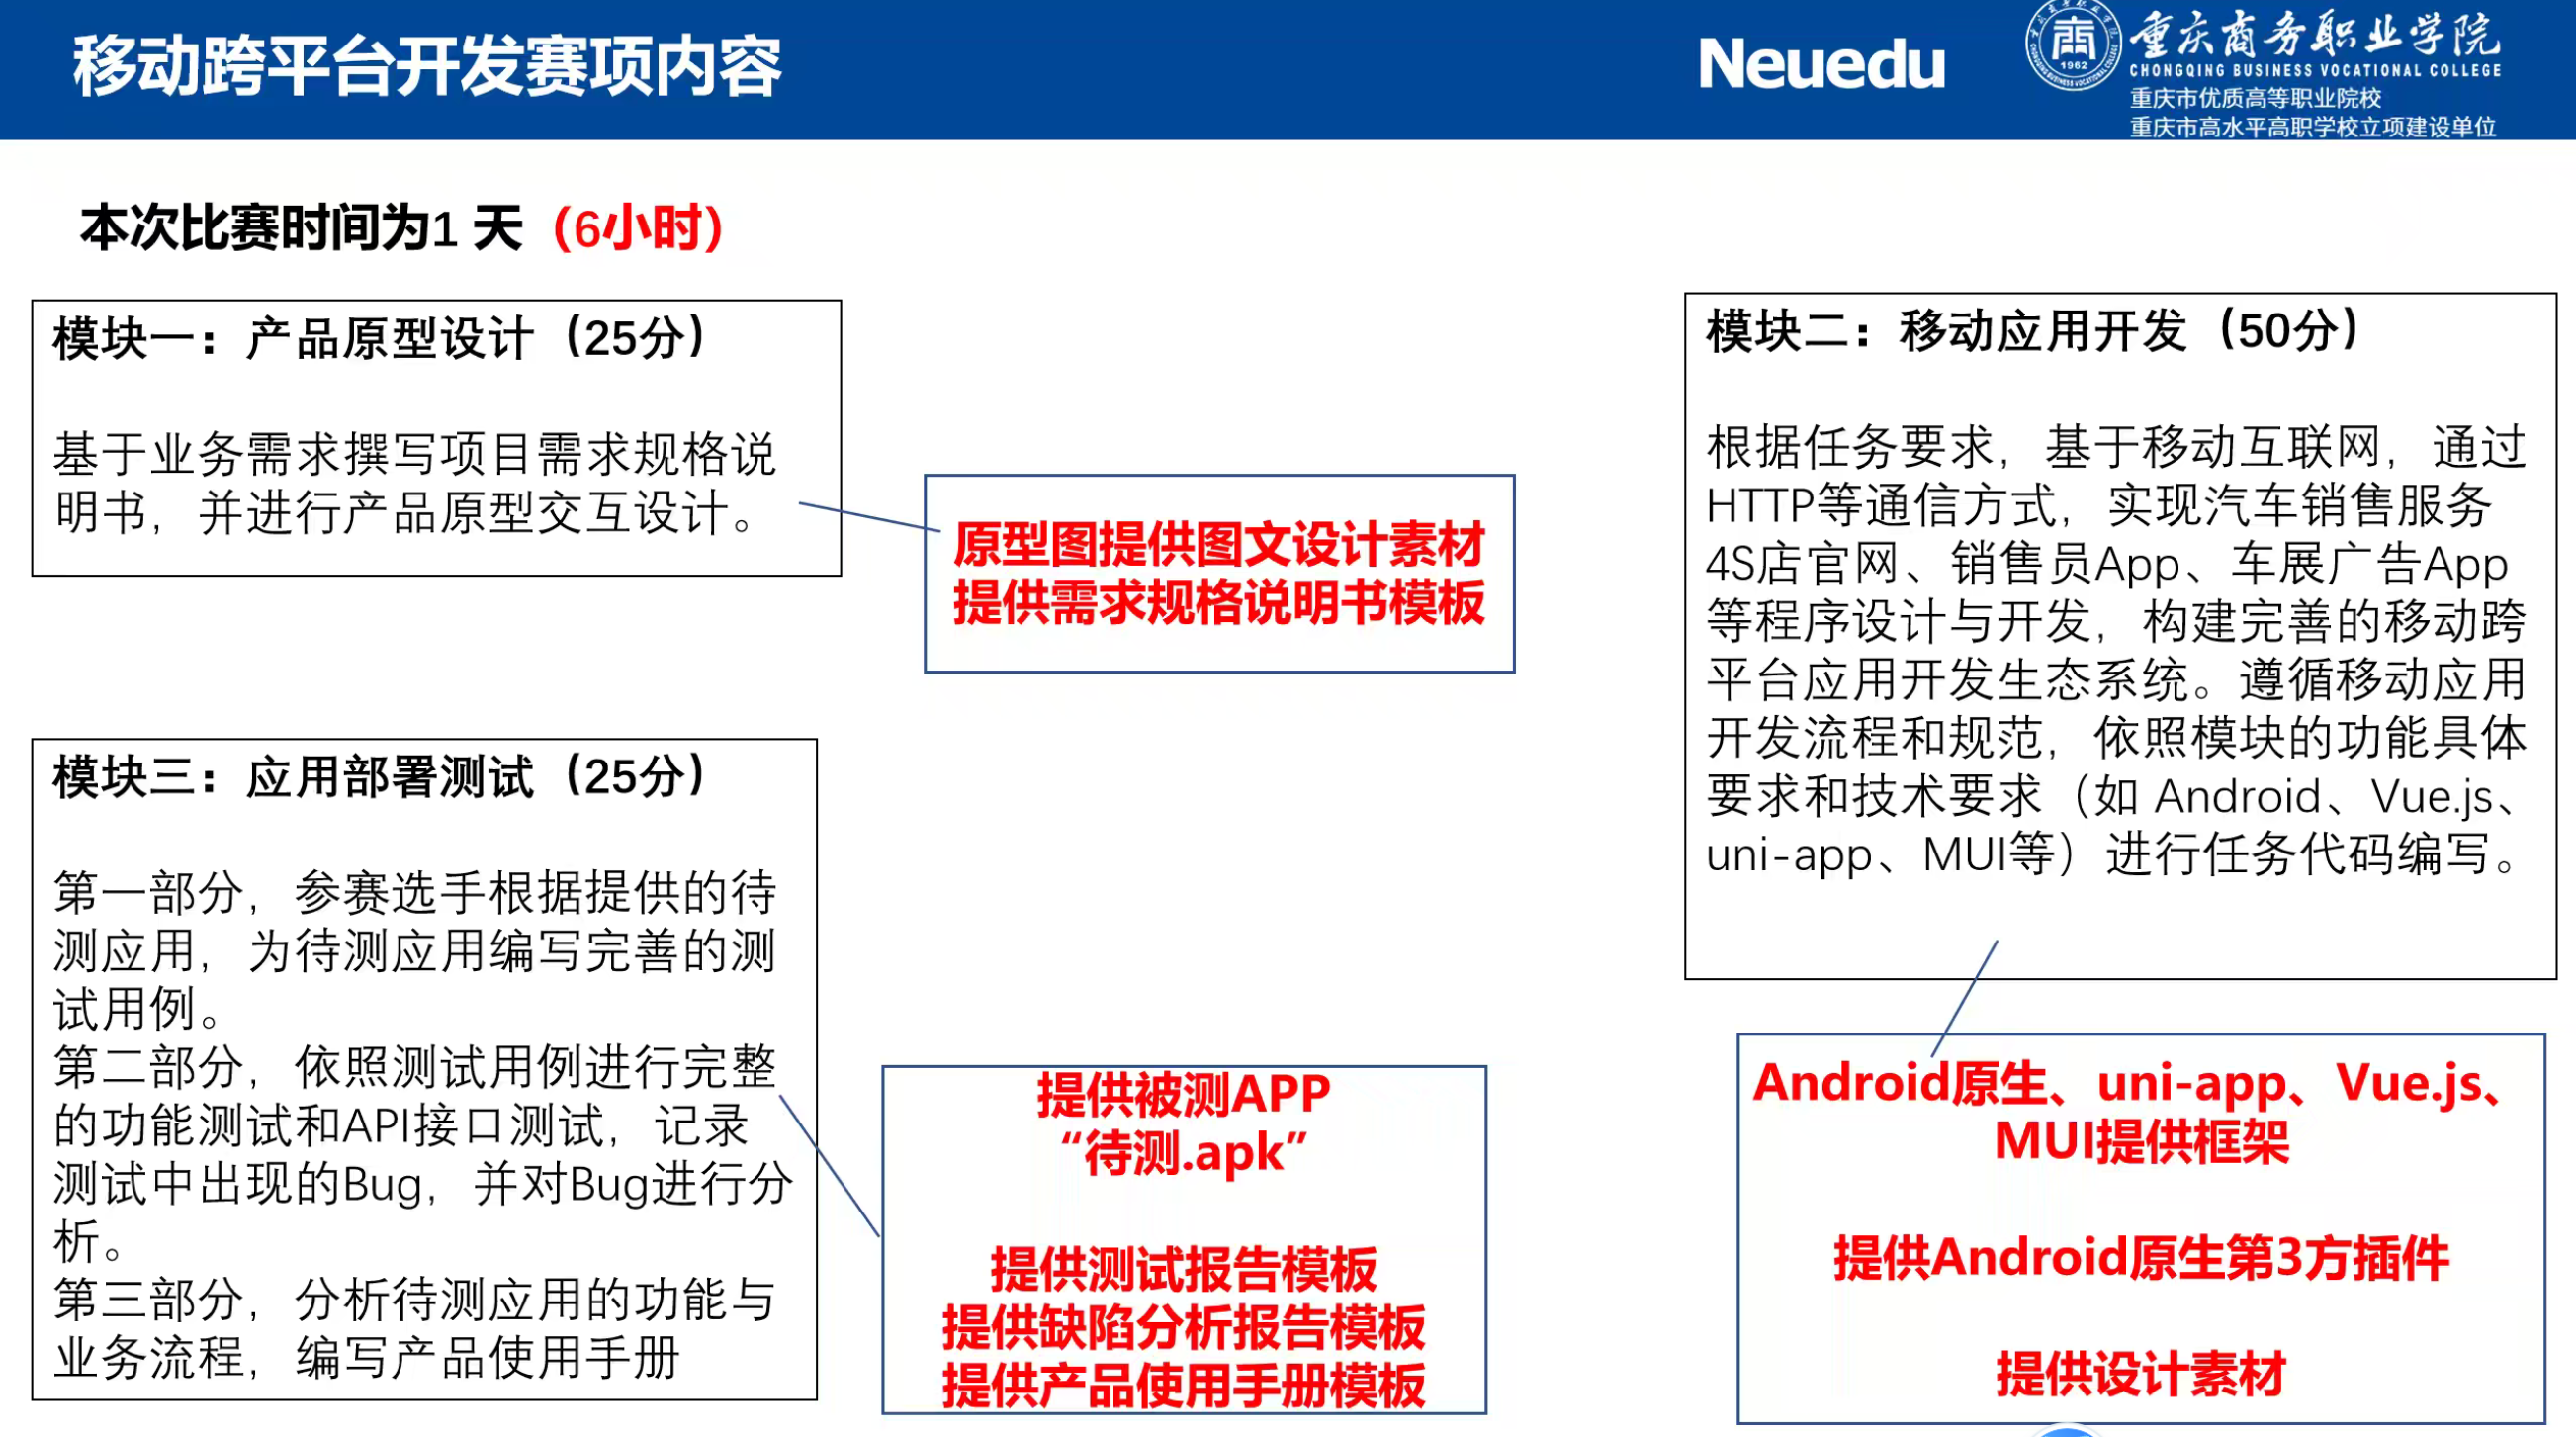 移动跨平台开发赛项内容
Neuedu
1962
重庆商务职业学院
CHONGQING BUSINESS VOCATIONAL COLLEGE
重庆市优质高等职业院校
重庆市高水平高职学校立项建设单位
本次比赛时间为1 天（6小时）
模块一：产品原型设计（25分）
基于业务需求撰写项目需求规格说
明书，并进行产品原型交互设计。
原型图提供图文设计素材
提供需求规格说明书模板
模块二：移动应用开发（50分）
根据任务要求，基于移动互联网，通过
HTTP等通信方式，实现汽车销售服务
4S店官网、销售员App、车展广告App
等程序设计与开发，构建完善的移动跨
平台应用开发生态系统。遵循移动应用
开发流程和规范，依照模块的功能具体
要求和技术要求（如 Android、Vue.js、
uni-app、MUI等）进行任务代码编写。
Android原生、uni-app、Vue.js、
MUI提供框架
提供Android原生第3方插件
提供设计素材
模块三：应用部署测试（25分）
第一部分，参赛选手根据提供的待
测应用，为待测应用编写完善的测
试用例。
第二部分，依照测试用例进行完整
的功能测试和API接口测试，记录
测试中出现的Bug，并对Bug进行分
析。
第三部分，分析待测应用的功能与
业务流程，编写产品使用手册
提供被测APP
“待测.apk”
提供测试报告模板
提供缺陷分析报告模板
提供产品使用手册模板